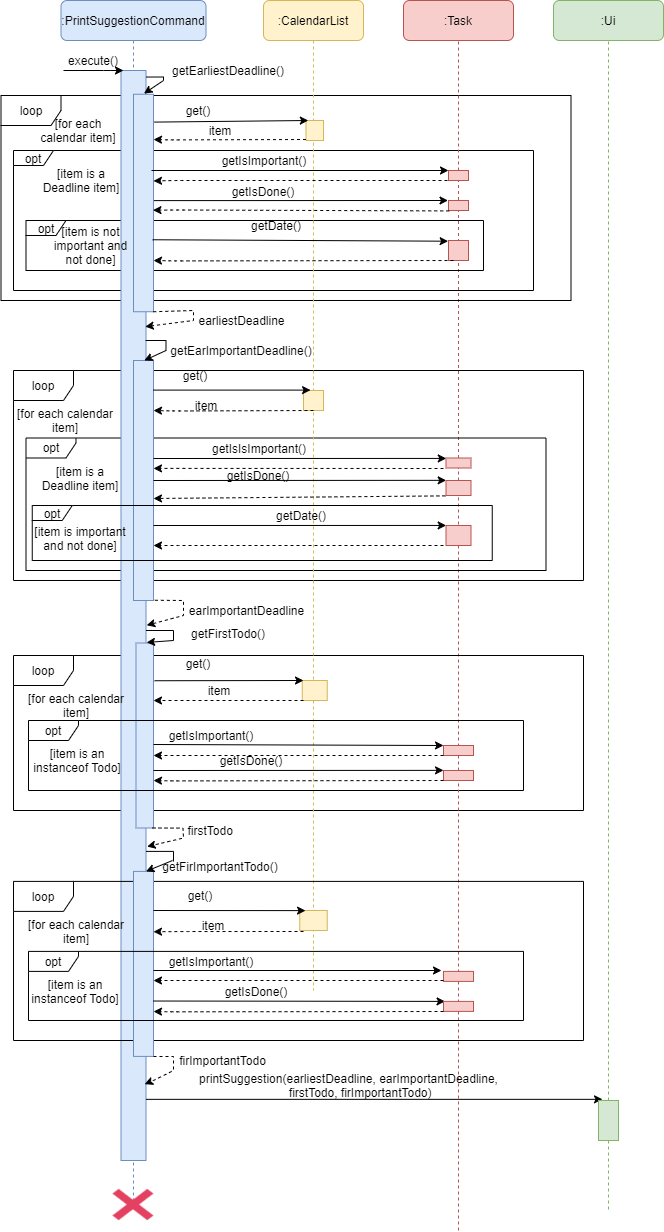 :PrintSuggestionCommand
:CalendarList
:Task
:Ui
execute()
getEarliestDeadline()
loop
[for each
calendar item]
get()
item
opt
[item is a
Deadline item]
getIsImportant()
getIsDone()
opt
[item is not
important and
not done]
getDate()
earliestDeadline
getEarImportantDeadline()
loop
[for each calendar
item]
get()
item
opt
[item is a
Deadline item]
getIsIsImportant()
getIsDone()
opt
[item is important
and not done]
getDate()
earImportantDeadline
getFirstTodo()
loop
[for each calendar
item]
get()
item
opt
[item is an
instanceof Todo]
getIsImportant()
getIsDone()
firstTodo
getFirImportantTodo()
loop
[for each calendar
item]
get()
item
opt
[item is an
instanceof Todo]
getIsImportant()
getIsDone()
firImportantTodo
printSuggestion(earliestDeadline, earImportantDeadline,
firstTodo, firImportantTodo)